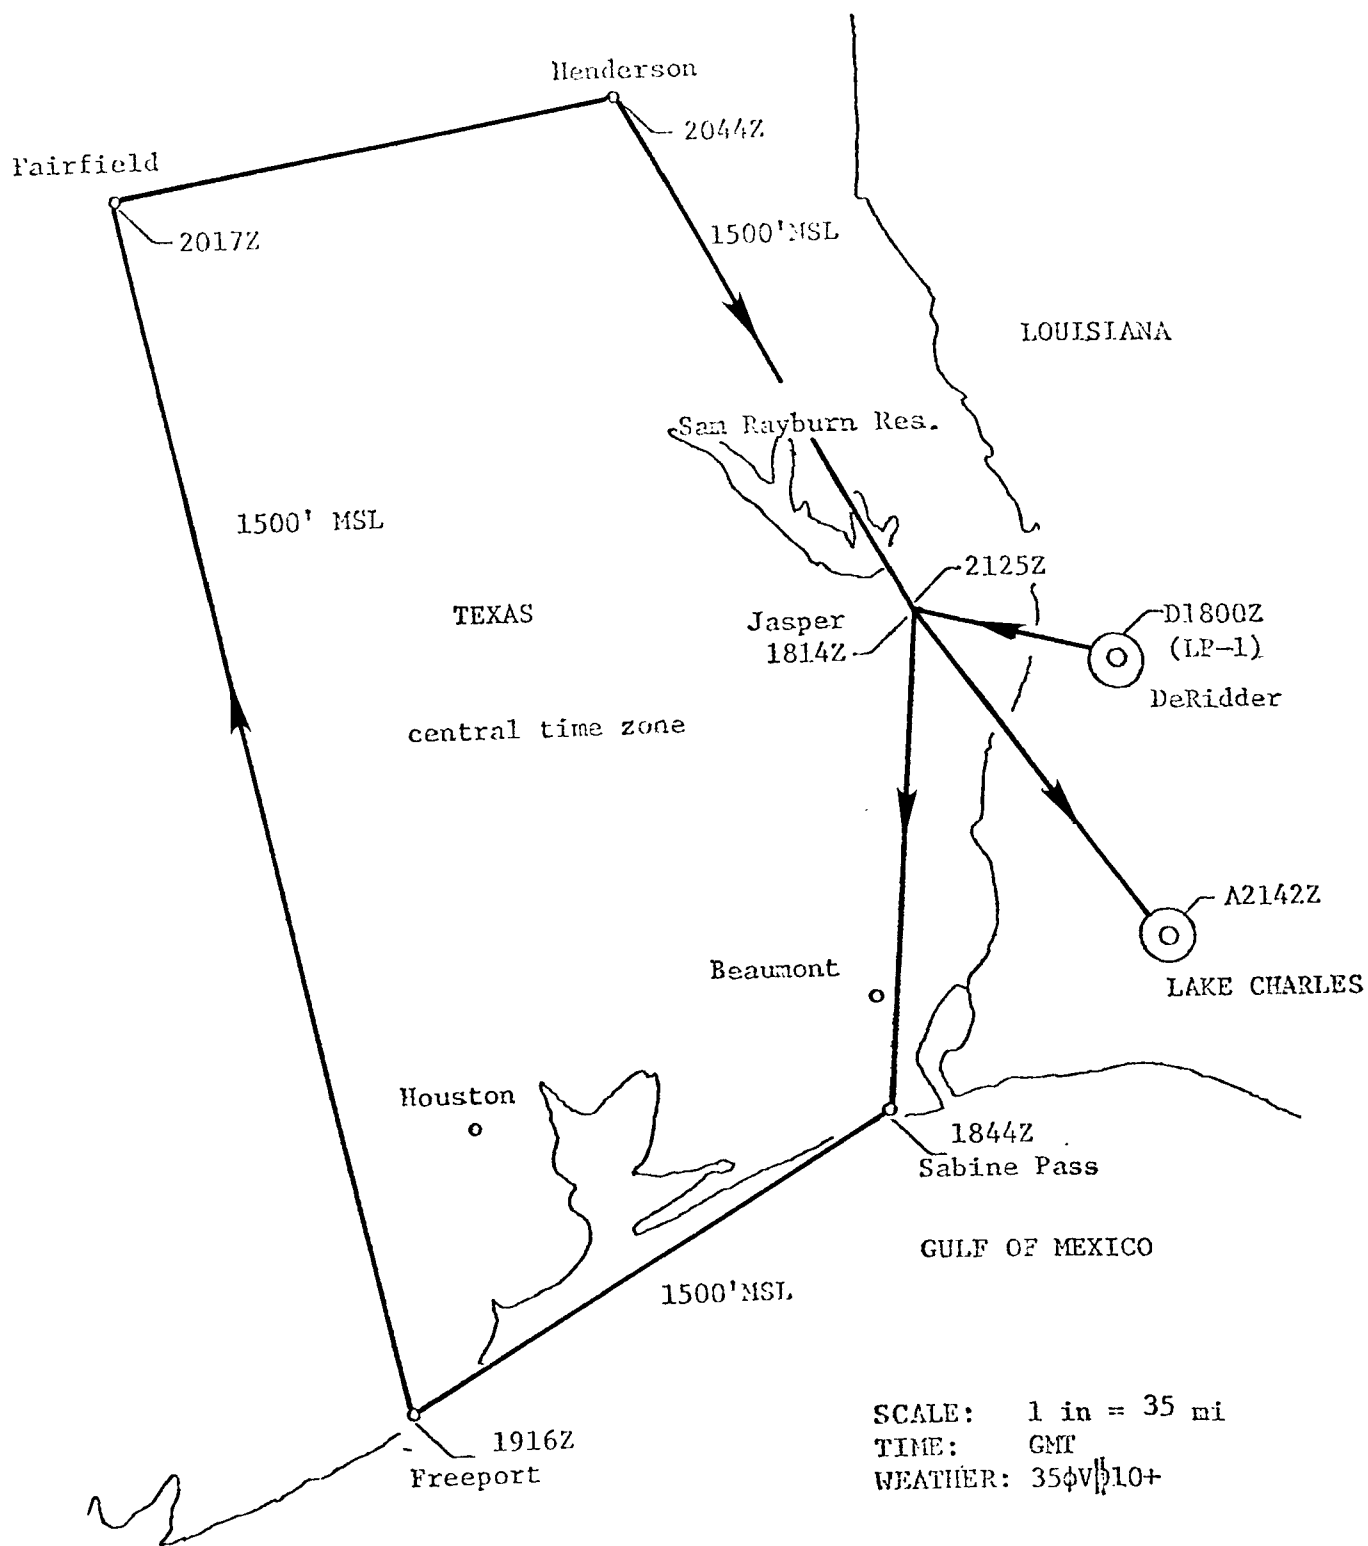 Henderson
2044Z
Fairfield
2017Z
1500'MSL
LOUISIANA
San Rayburn Res.
1500' MSL
2125Z
TEXAS
Jasper
1814Z
D1800Z
(LP-1)
DeRidder
central time zone
A2142Z
Beaumont
LAKE CHARLES
Houston
1844Z
Sabine Pass
GULF OF MEXICO
1500'MSL
SCALE: 1 in = 35 mi
TIME: GMT
1916Z
Freeport
WEATHER: